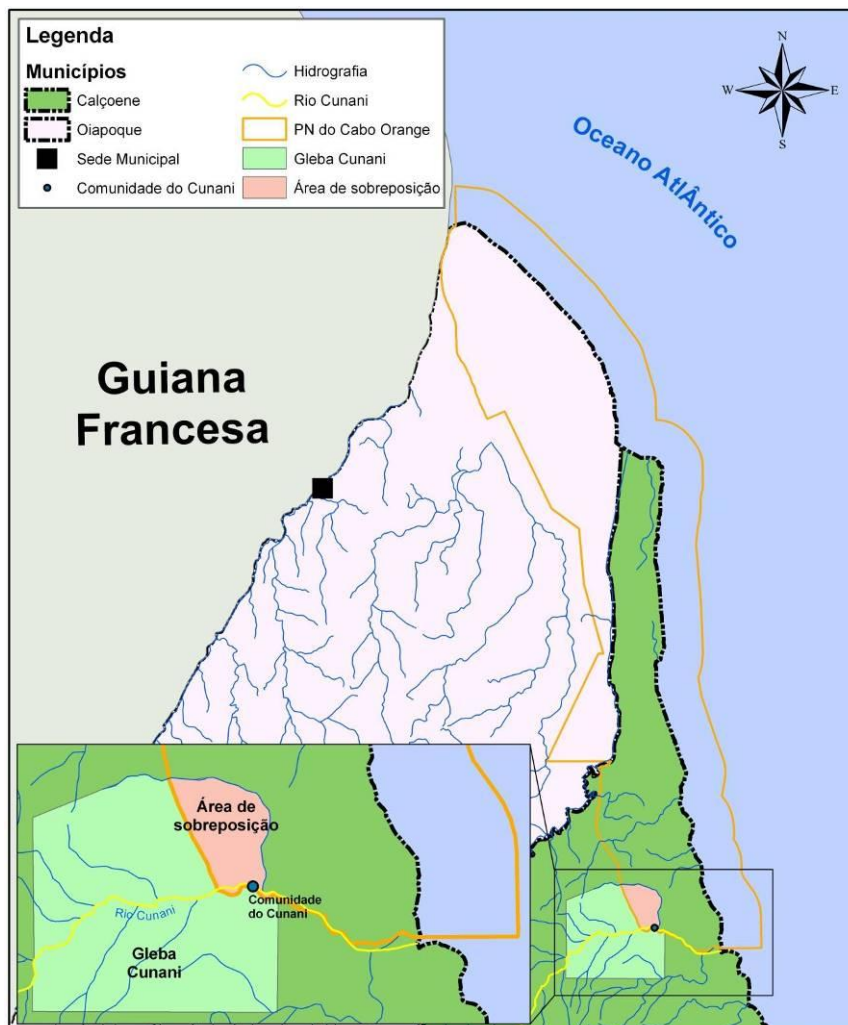 Legenda
Municípios
Calçoene
Oiapoque
Sede Municipal
Comunidade do Cunani
Hidrografia
Rio Cunani
PN do Cabo Orange
Gleba Cunani
Área de sobreposição
N
W
E
S
Oceano AtlÂntico
Guiana
Francesa
Área de
sobreposição
Comunidade
do Cunani
Rio Cunani
Gleba
Cunani